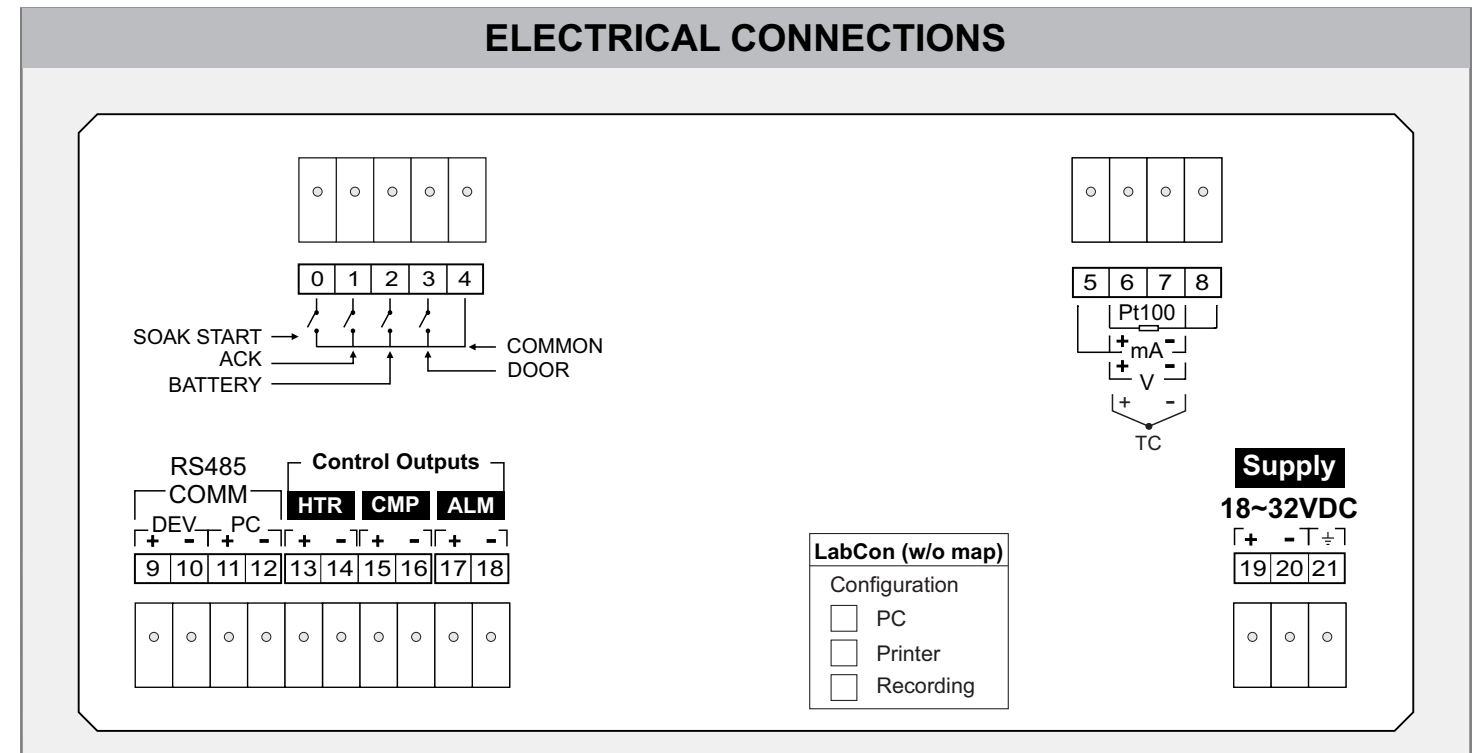 ELECTRICAL CONNECTIONS
0 1 2 3 4
SOAK START
ACK
BATTERY
COMMON
DOOR
5 6 7 8
Pt100
+ -
mA
+ -
V
+ -
TC
RS485
COMM
DEV PC
+ - + -
9 10 11 12
Control Outputs
HTR CMP ALM
+ - + - + -
13 14 15 16 17 18
LabCon (w/o map)
Configuration
PC
Printer
Recording
Supply
18~32VDC
+ -
19 20 21